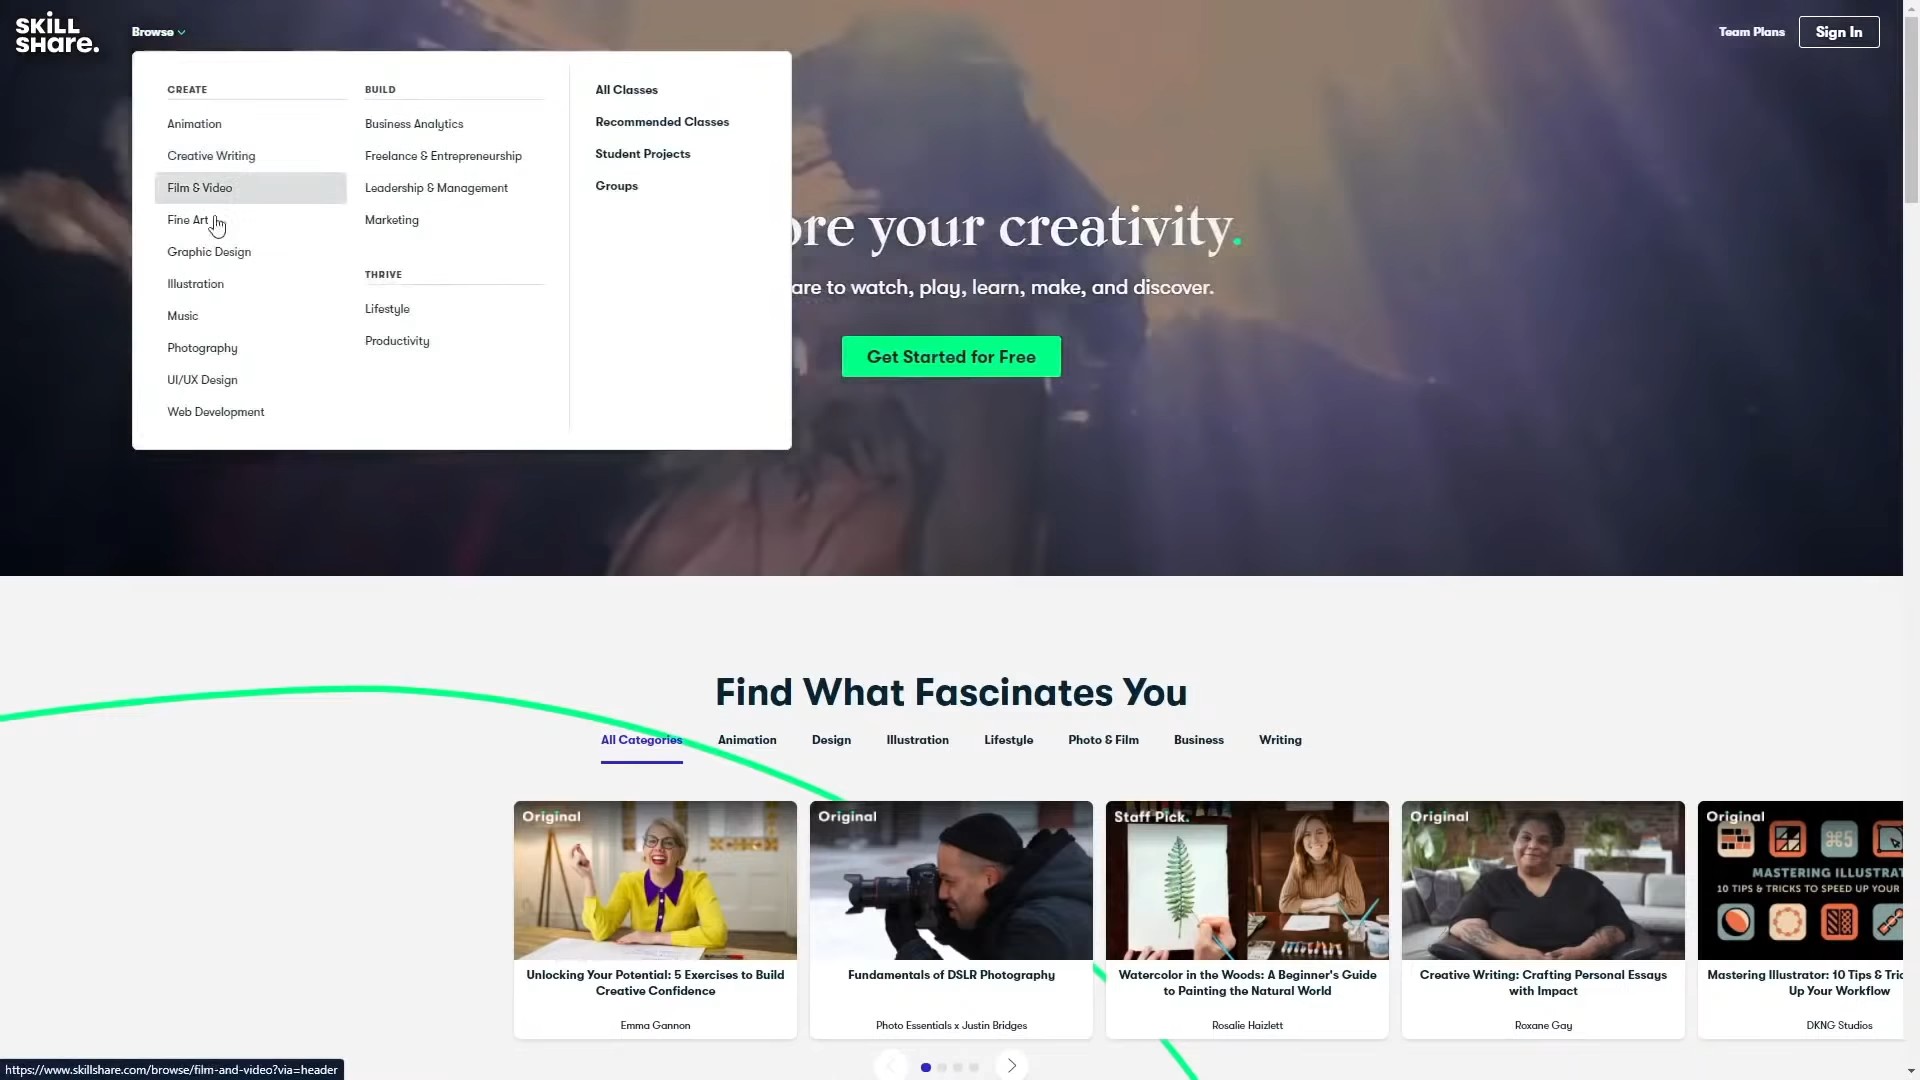 SKILL
SHARE.
Browse
Team Plans
Sign In
CREATE
Animation
Creative Writing
Film & Video
Fine Art
Graphic Design
Illustration
Music
Photography
UI/UX Design
Web Development
BUILD
Business Analytics
Freelance & Entrepreneurship
Leadership & Management
Marketing
THRIVE
Lifestyle
Productivity
All Classes
Recommended Classes
Student Projects
Groups
ore your creativity.
are to watch, play, learn, make, and discover.
Get Started for Free
Find What Fascinates You
All Categories
Animation
Design
Illustration
Lifestyle
Photo & Film
Business
Writing
Original
Unlocking Your Potential: 5 Exercises to Build
Creative Confidence
Emma Gannon
Original
Fundamentals of DSLR Photography
Photo Essentials x Justin Bridges
Staff Pick.
Watercolor in the Woods: A Beginner's Guide
to Painting the Natural World
Rosalie Haizlett
Original
Creative Writing: Crafting Personal Essays
with Impact
Roxane Gay
Original
⌘5
MASTERING ILLUSTRAT
10 TIPS & TRICKS TO SPEED UP YOUR
Mastering Illustrator: 10 Tips & Tric
Up Your Workflow
DKNG Studios
https://www.skillshare.com/browse/film-and-video?via=header